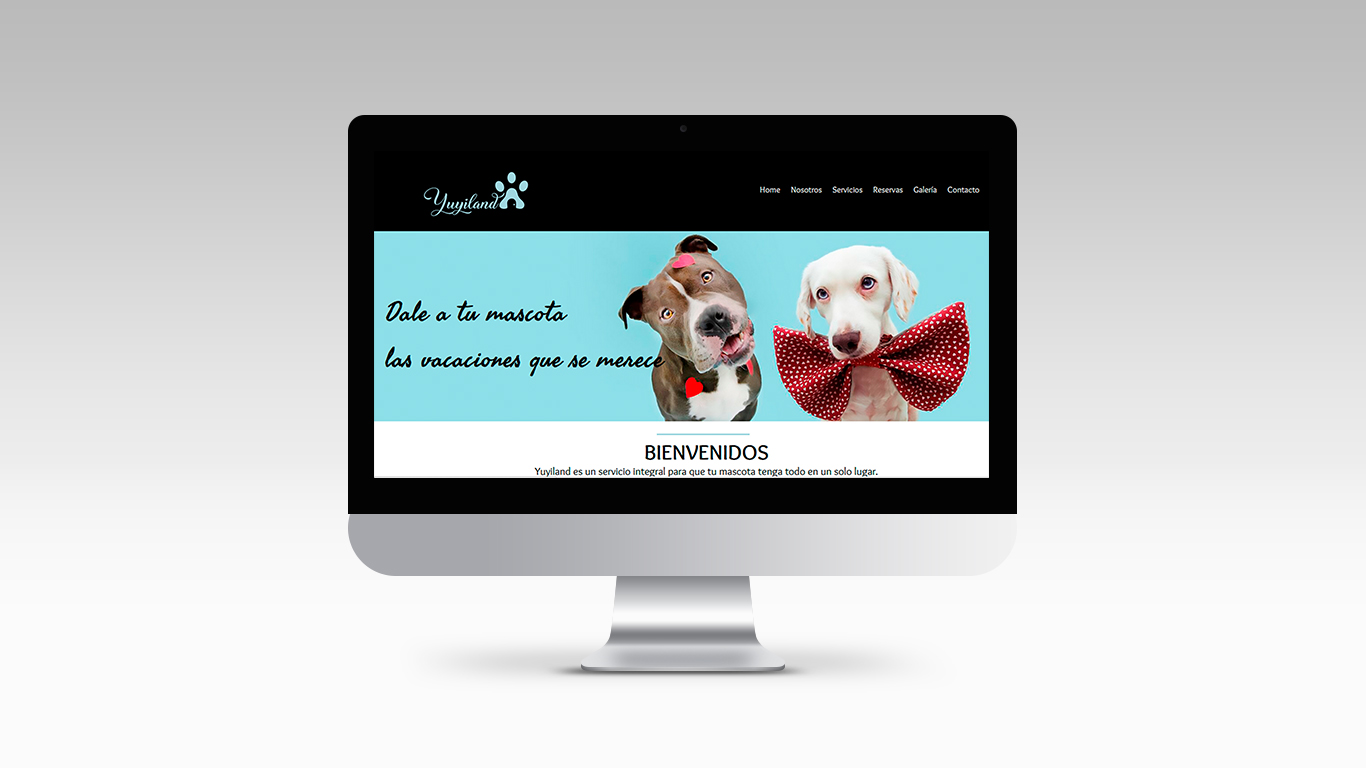 Yuyiland
Home Nosotros Servicios Reservas Galería Contacto
Dale a tu mascota
las vacaciones que se merece
BIENVENIDOS
Yuyiland es un servicio integral para que tu mascota tenga todo en un solo lugar.